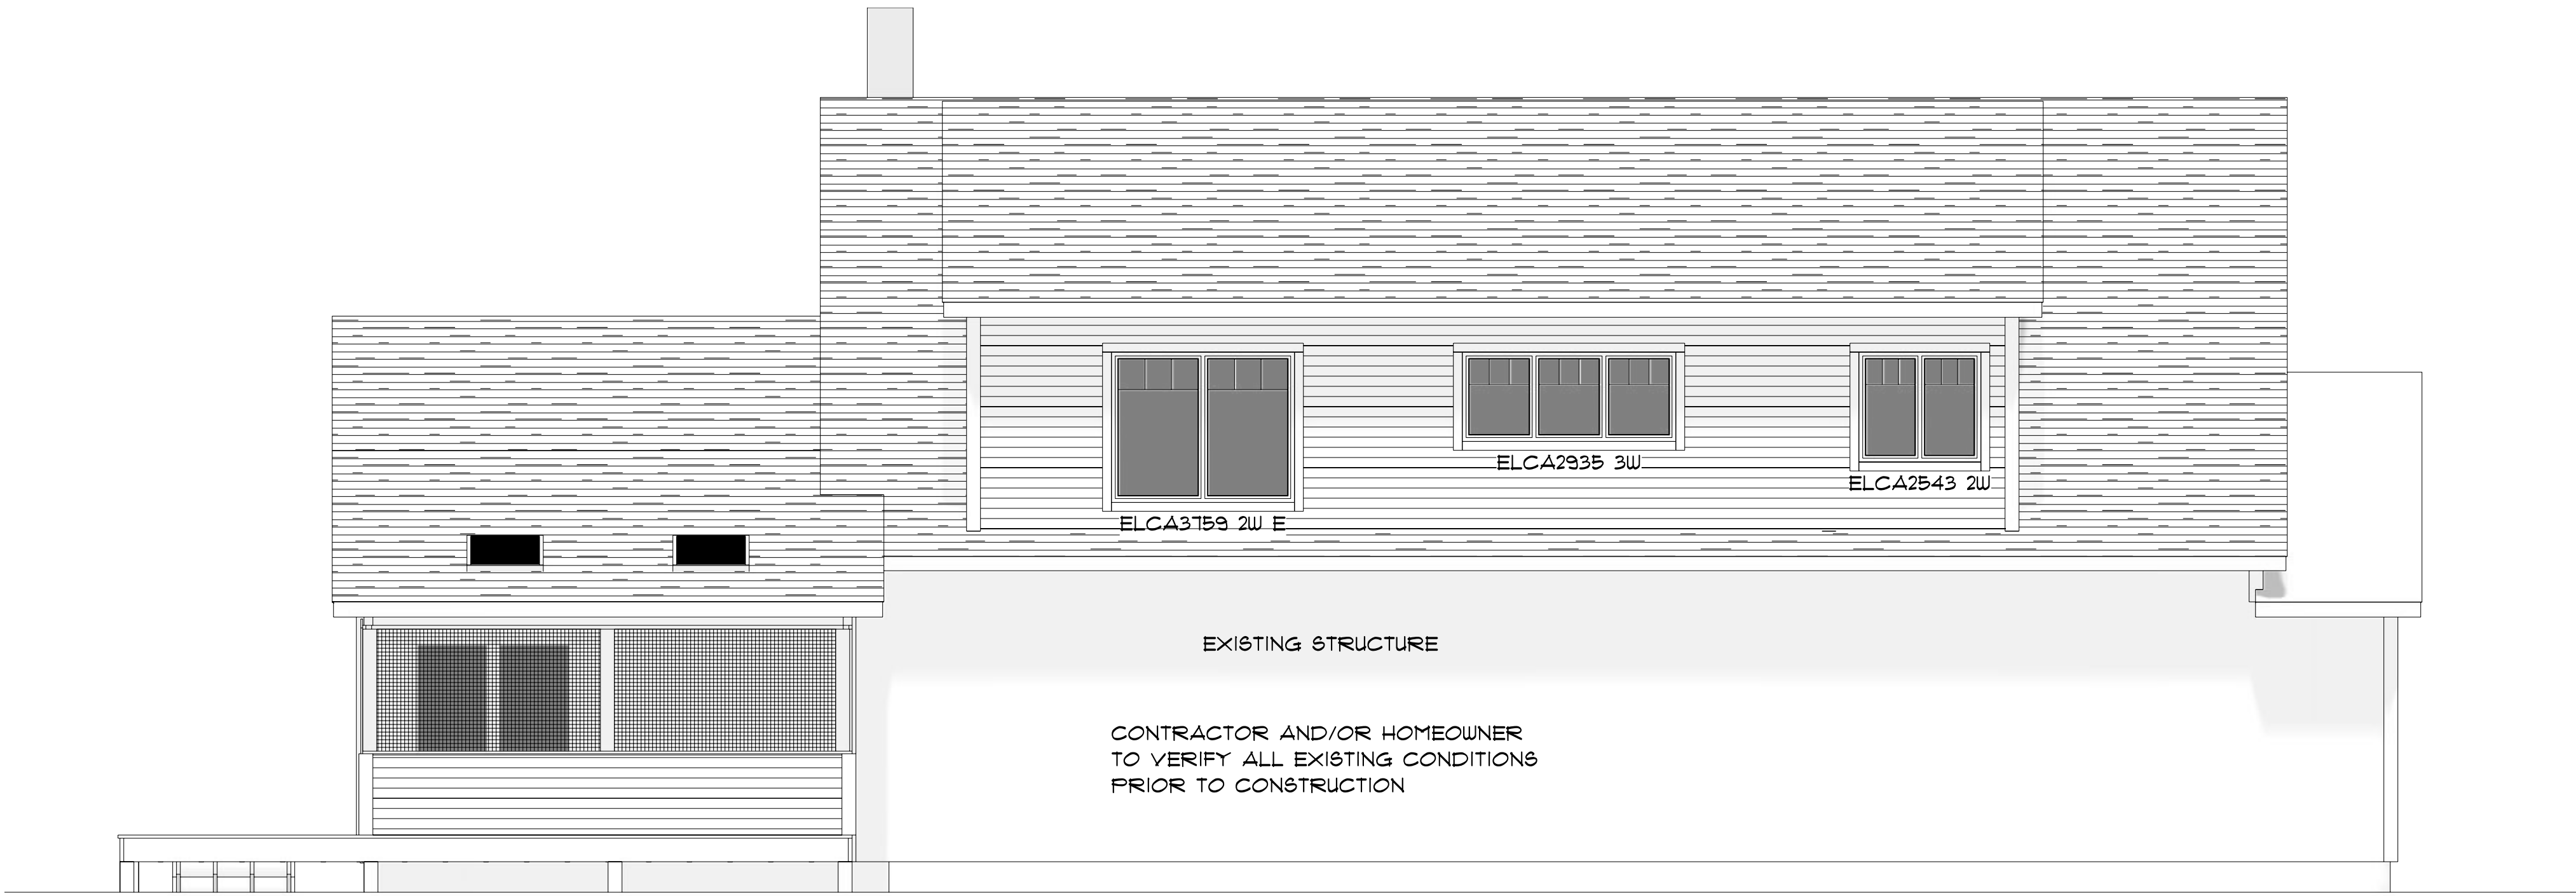 ELCA2935 3W
ELCA2543 2W
ELCA3759 2W E
EXISTING STRUCTURE
CONTRACTOR AND/OR HOMEOWNER
TO VERIFY ALL EXISTING CONDITIONS
PRIOR TO CONSTRUCTION